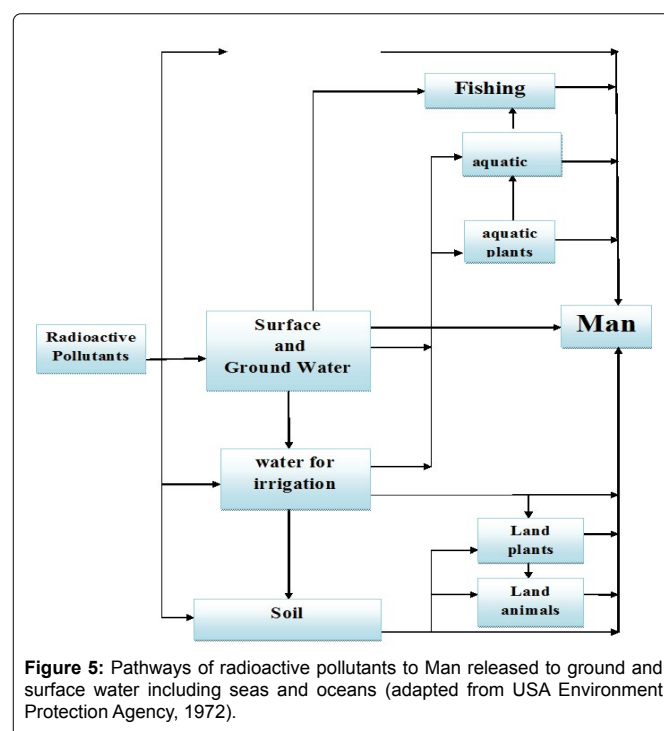 Fishing
aquatic
aquatic
plants
Surface
and
Ground Water
Man
Radioactive
Pollutants
water for
irrigation
Land
plants
Land
animals
Soil
Figure 5: Pathways of radioactive pollutants to Man released to ground and
surface water including seas and oceans (adapted from USA Environment
Protection Agency, 1972).